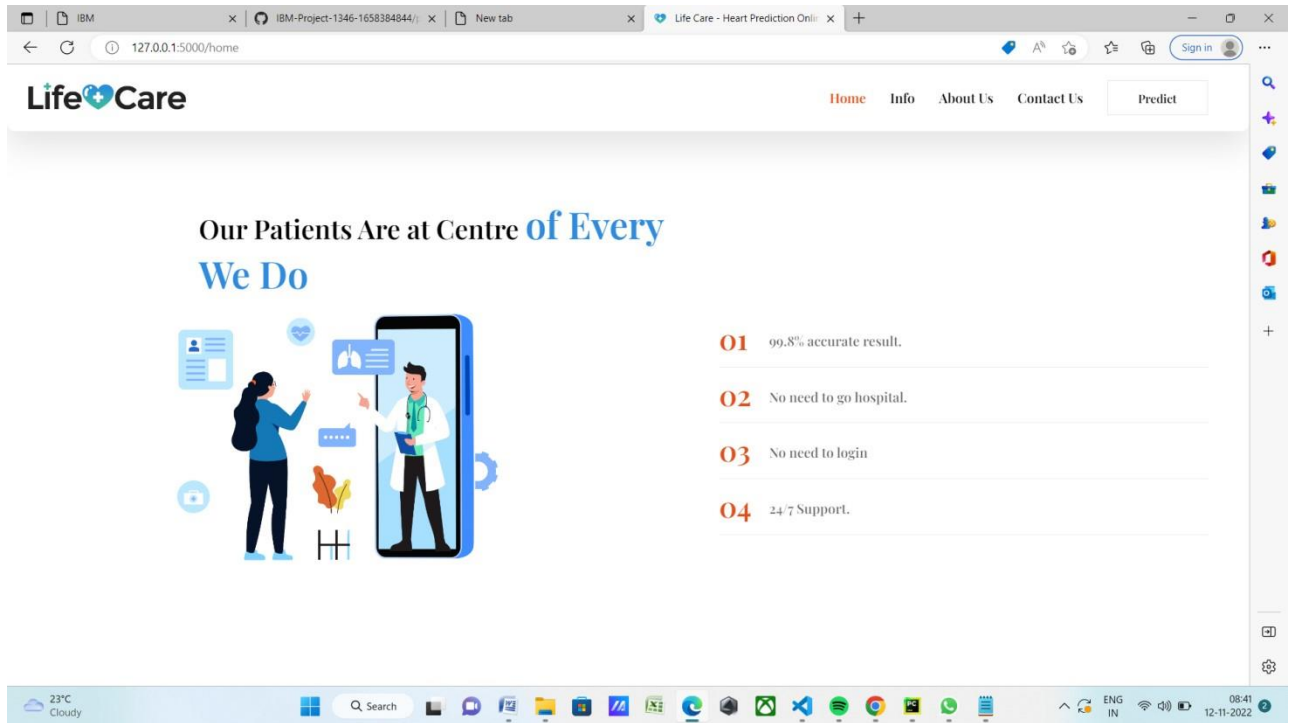 IBM
IBM-Project-1346-1658384844/
New tab
Life Care - Heart Prediction Onli
127.0.0.1:5000/home
Sign in
Life Care
Home Info About Us Contact Us Predict
Our Patients Are at Centre of Every
We Do
01 99.8% accurate result.
02 No need to go hospital.
03 No need to login
04 24/7 Support.
23°C
Cloudy
Search
ENG
IN
08:41
12-11-2022
2